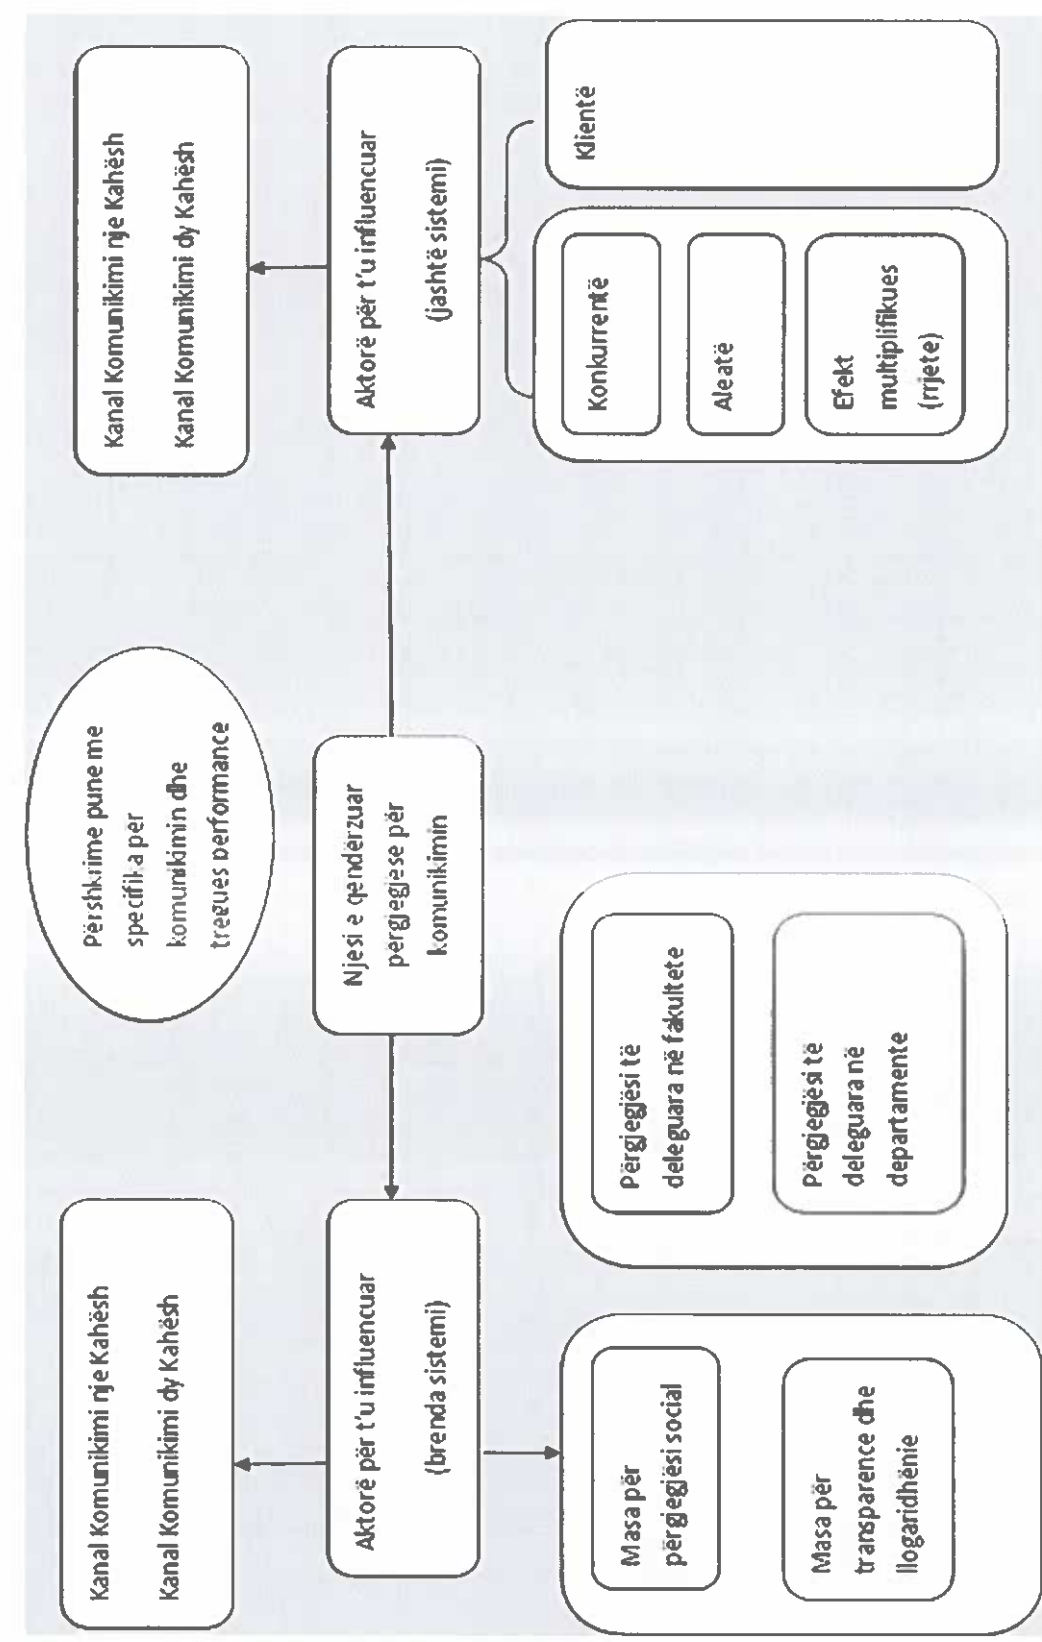 Kanal Komunikimi nje Kahësh
Kanal Komunikimi dy Kahësh
Përshkrime pune me
specifika për
komunikimin dhe
tregues performance
Kanal Komunikimi nje Kahësh
Kanal Komunikimi dy Kahësh
Aktorë për t'u influencuar
(brenda sistemi)
Njesi e qendërzuar
përgjegjese për
komunikimin
Aktorë për t'u influencuar
(jashtë sistemi)
Masa për
përgjegjësi social
Masa për
transparence dhe
llogaridhënie
Përgjegjësi të
deleguara në fakultete
Përgjegjësi të
deleguara në
departamente
Konkurrentë
Aleatë
Efekt
multiplifikues
(rrjete)
Klientë